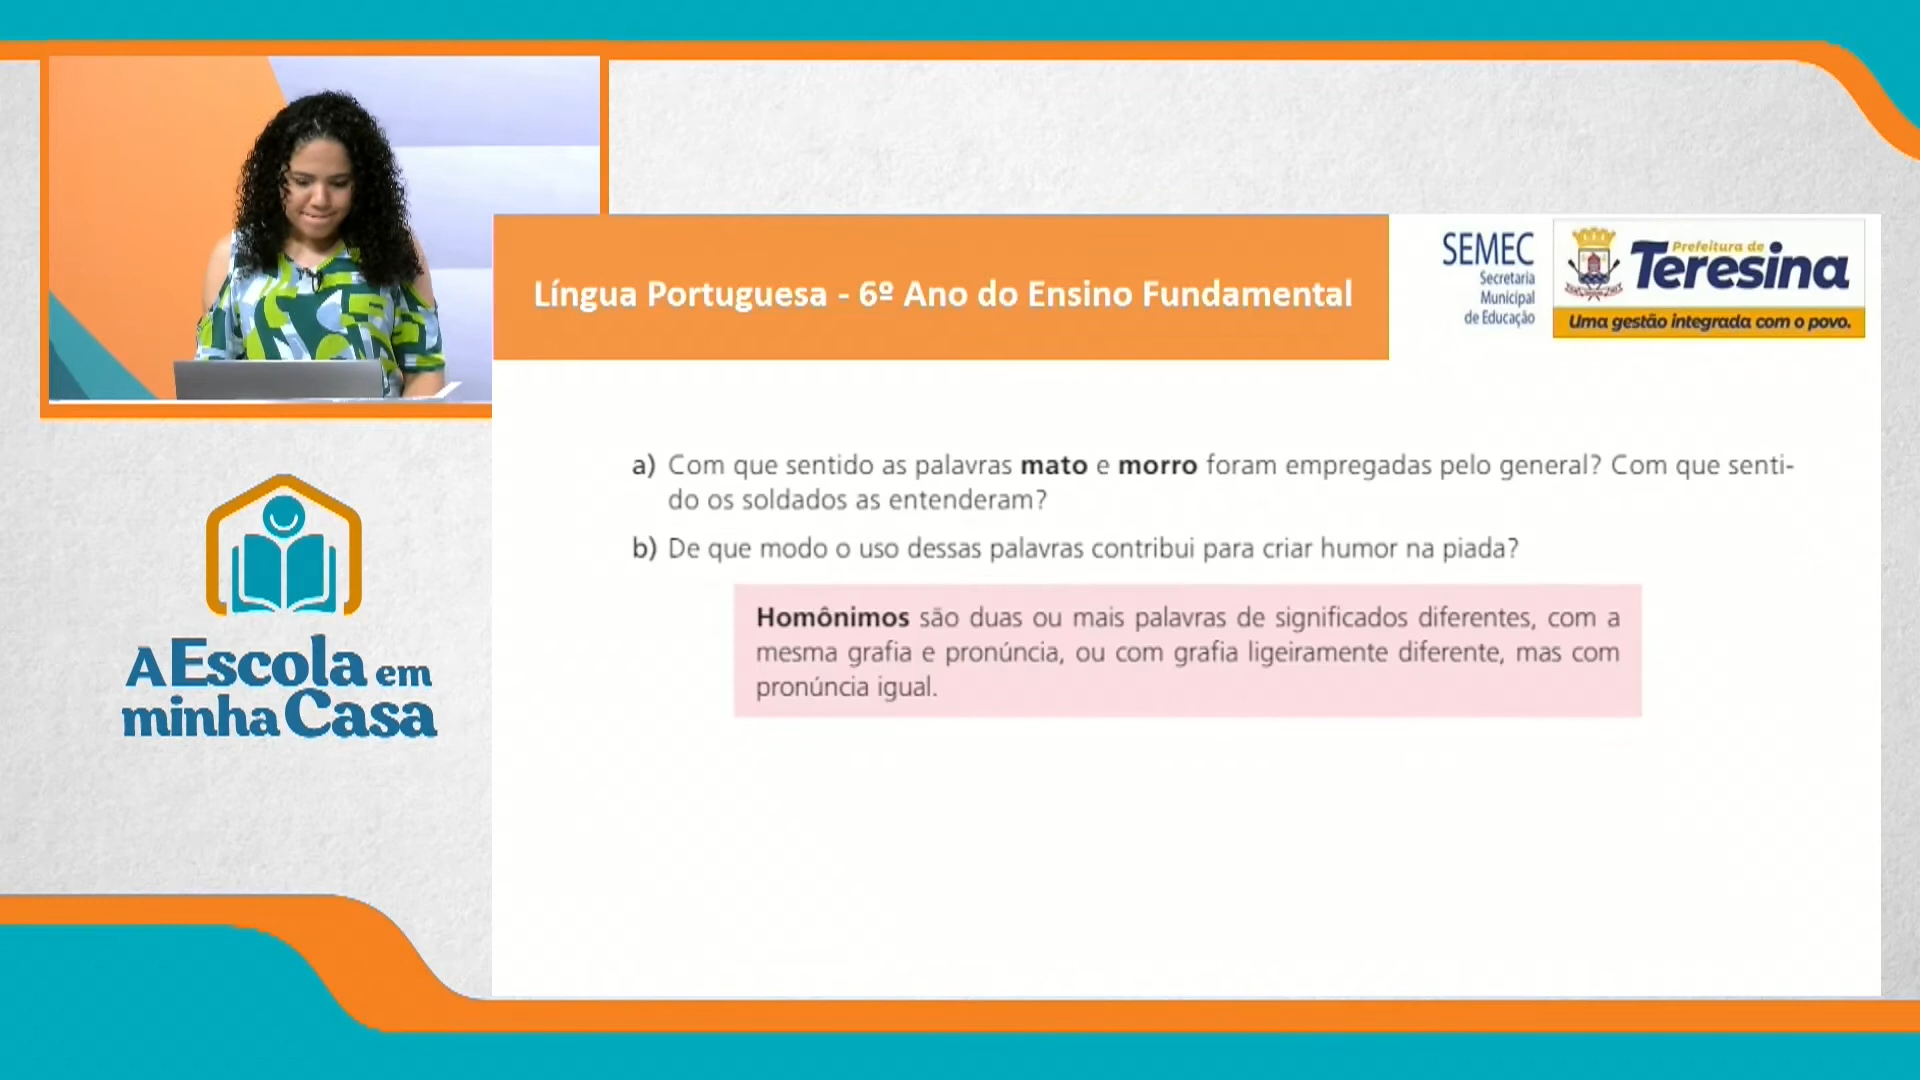 Língua Portuguesa - 6º Ano do Ensino Fundamental
SEMEC
Secretaria
Municipal
de Educação
Prefeitura de
Teresina
Uma gestão integrada com o povo.
a) Com que sentido as palavras mato e morro foram empregadas pelo general? Com que senti-
do os soldados as entenderam?
b) De que modo o uso dessas palavras contribui para criar humor na piada?
Homônimos são duas ou mais palavras de significados diferentes, com a
mesma grafia e pronúncia, ou com grafia ligeiramente diferente, mas com
pronúncia igual.
A Escola em
minha Casa